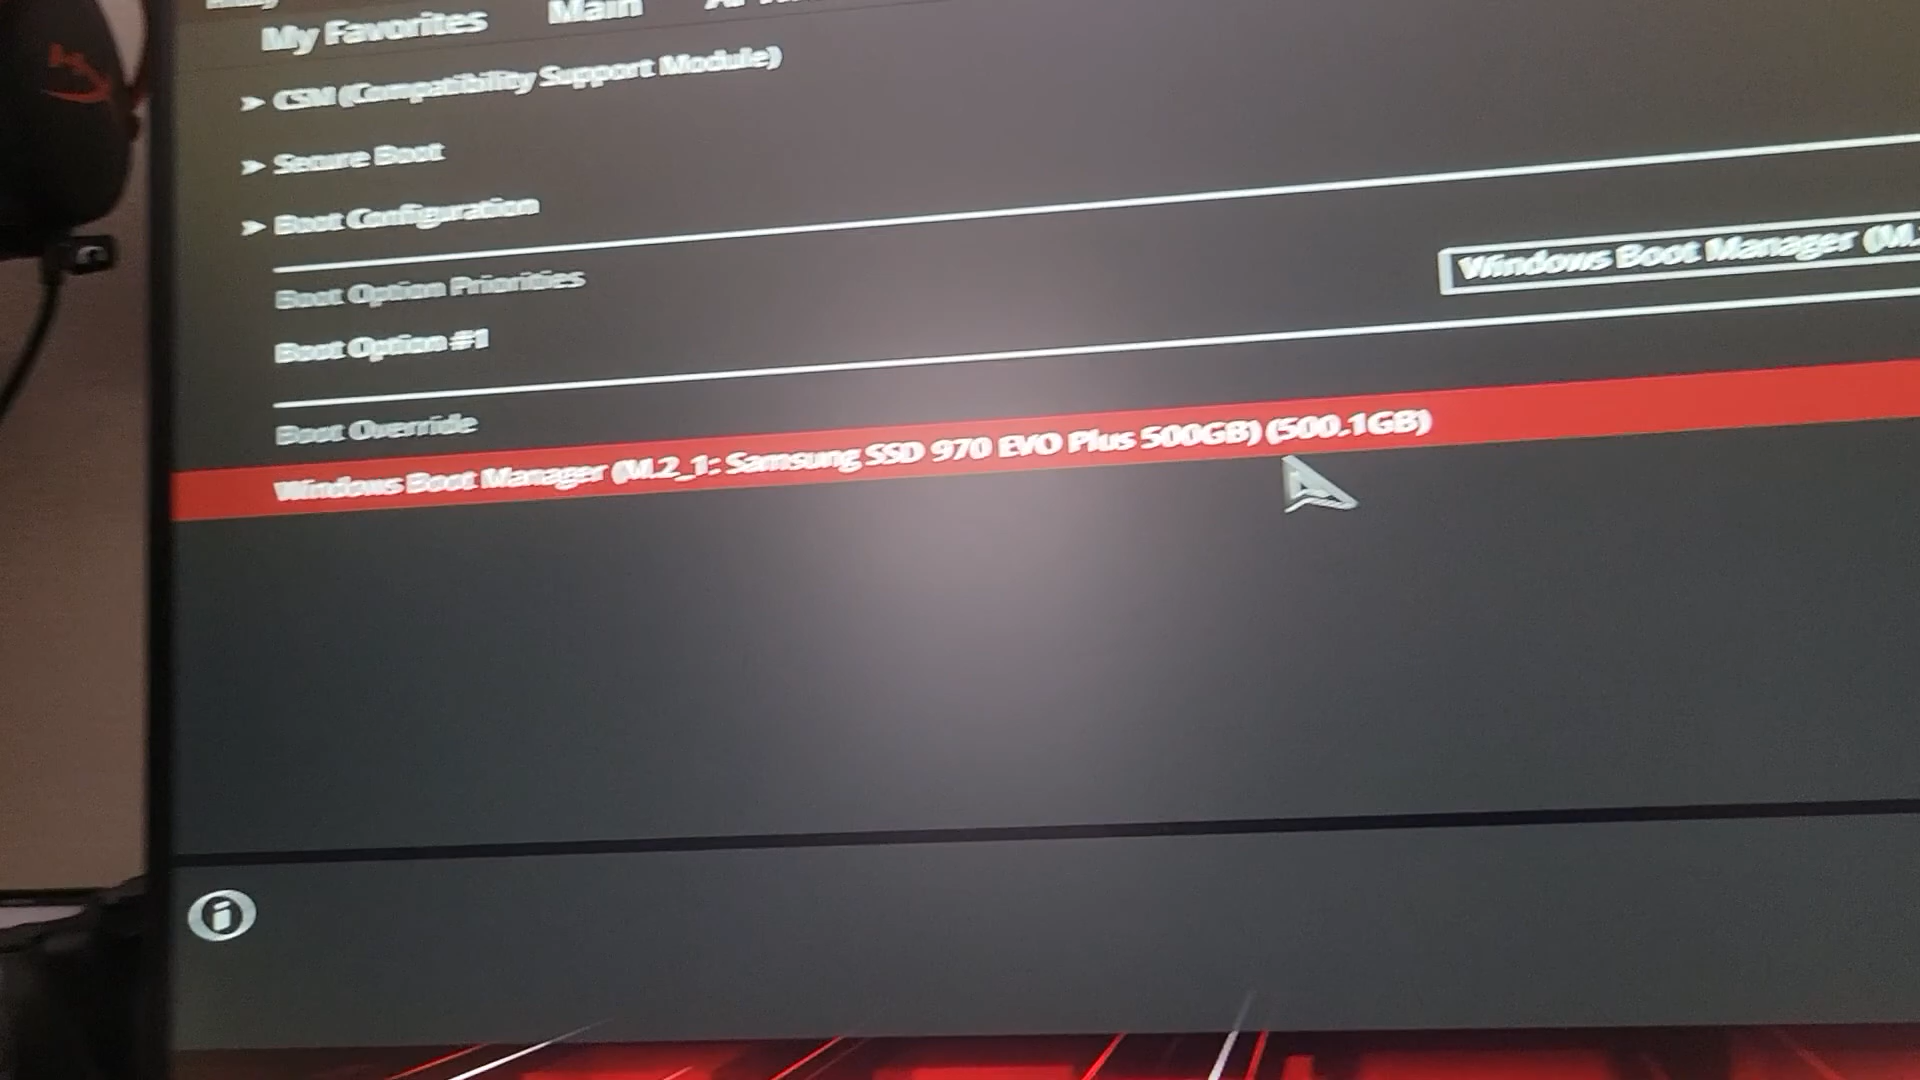 My Favorites Main
> CSM (Compatibility Support Module)
> Secure Boot
> Boot Configuration
Boot Option Priorities
Boot Option #1
Windows Boot Manager (M.
Boot Override
Windows Boot Manager (M.2_1: Samsung SSD 970 EVO Plus 500GB) (500.1GB)